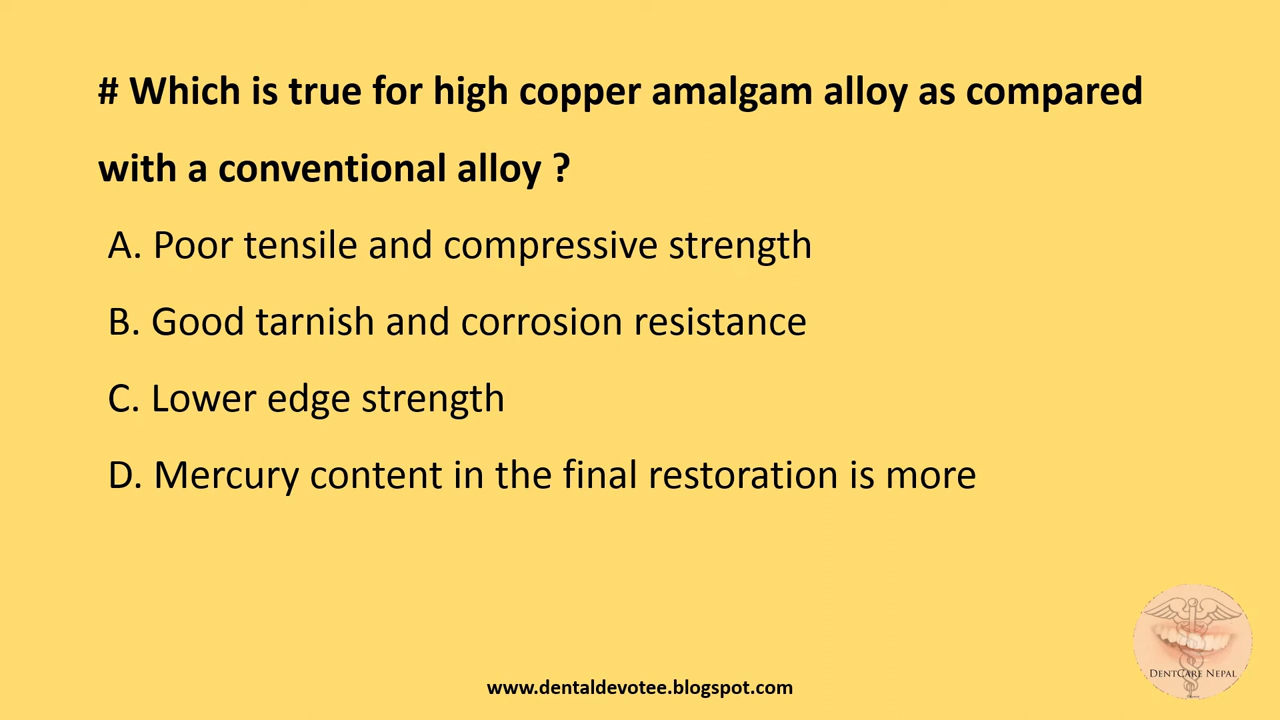 # Which is true for high copper amalgam alloy as compared
with a conventional alloy ?
A. Poor tensile and compressive strength
B. Good tarnish and corrosion resistance
C. Lower edge strength
D. Mercury content in the final restoration is more
DENTCARE NEPAL
www.dentaldevotee.blogspot.com